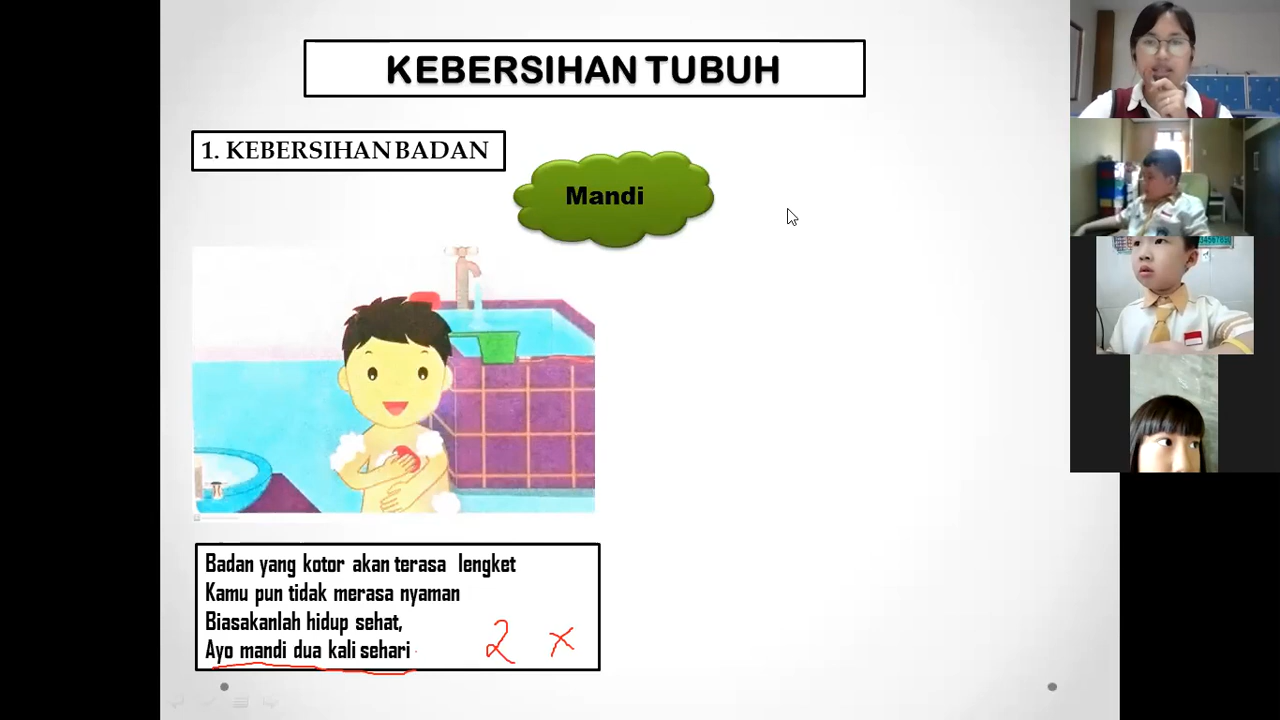 KEBERSIHAN TUBUH
1. KEBERSIHAN BADAN
Mandi
Badan yang kotor akan terasa lengket
Kamu pun tidak merasa nyaman
Biasakanlah hidup sehat,
Ayo mandi dua kali sehari
2 x